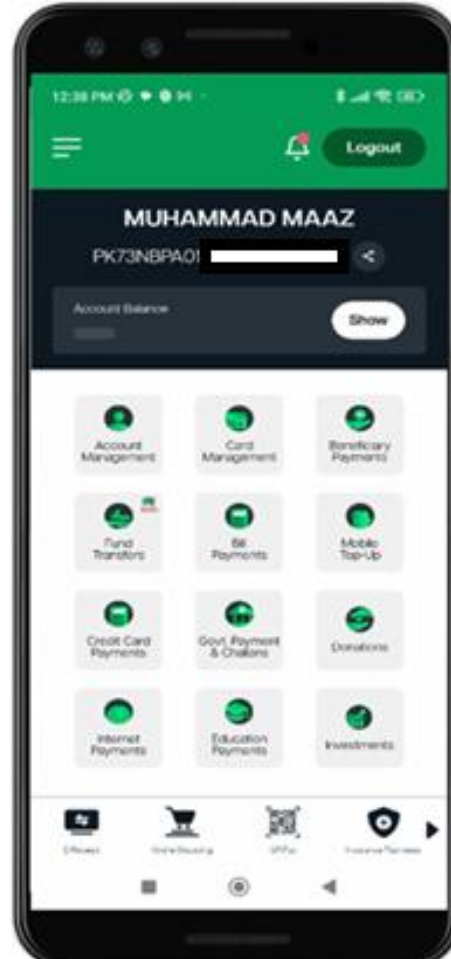 12:38 PM
Logout
MUHAMMAD MAAZ
PK73NBPA01
Account Balance
Show
Account
Management
Card
Management
Beneficiary
Payments
Fund
Transfers
Bill
Payments
Mobile
Top-Up
Credit Card
Payments
Govt. Payment
& Challans
Donations
Internet
Payments
Education
Payments
Investments